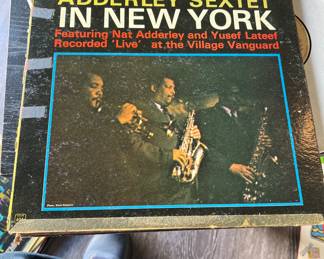 ADDERLEY SEXTET
IN NEW YORK
Featuring Nat Adderley and Yusef Lateef
Recorded 'Live' at the Village Vanguard